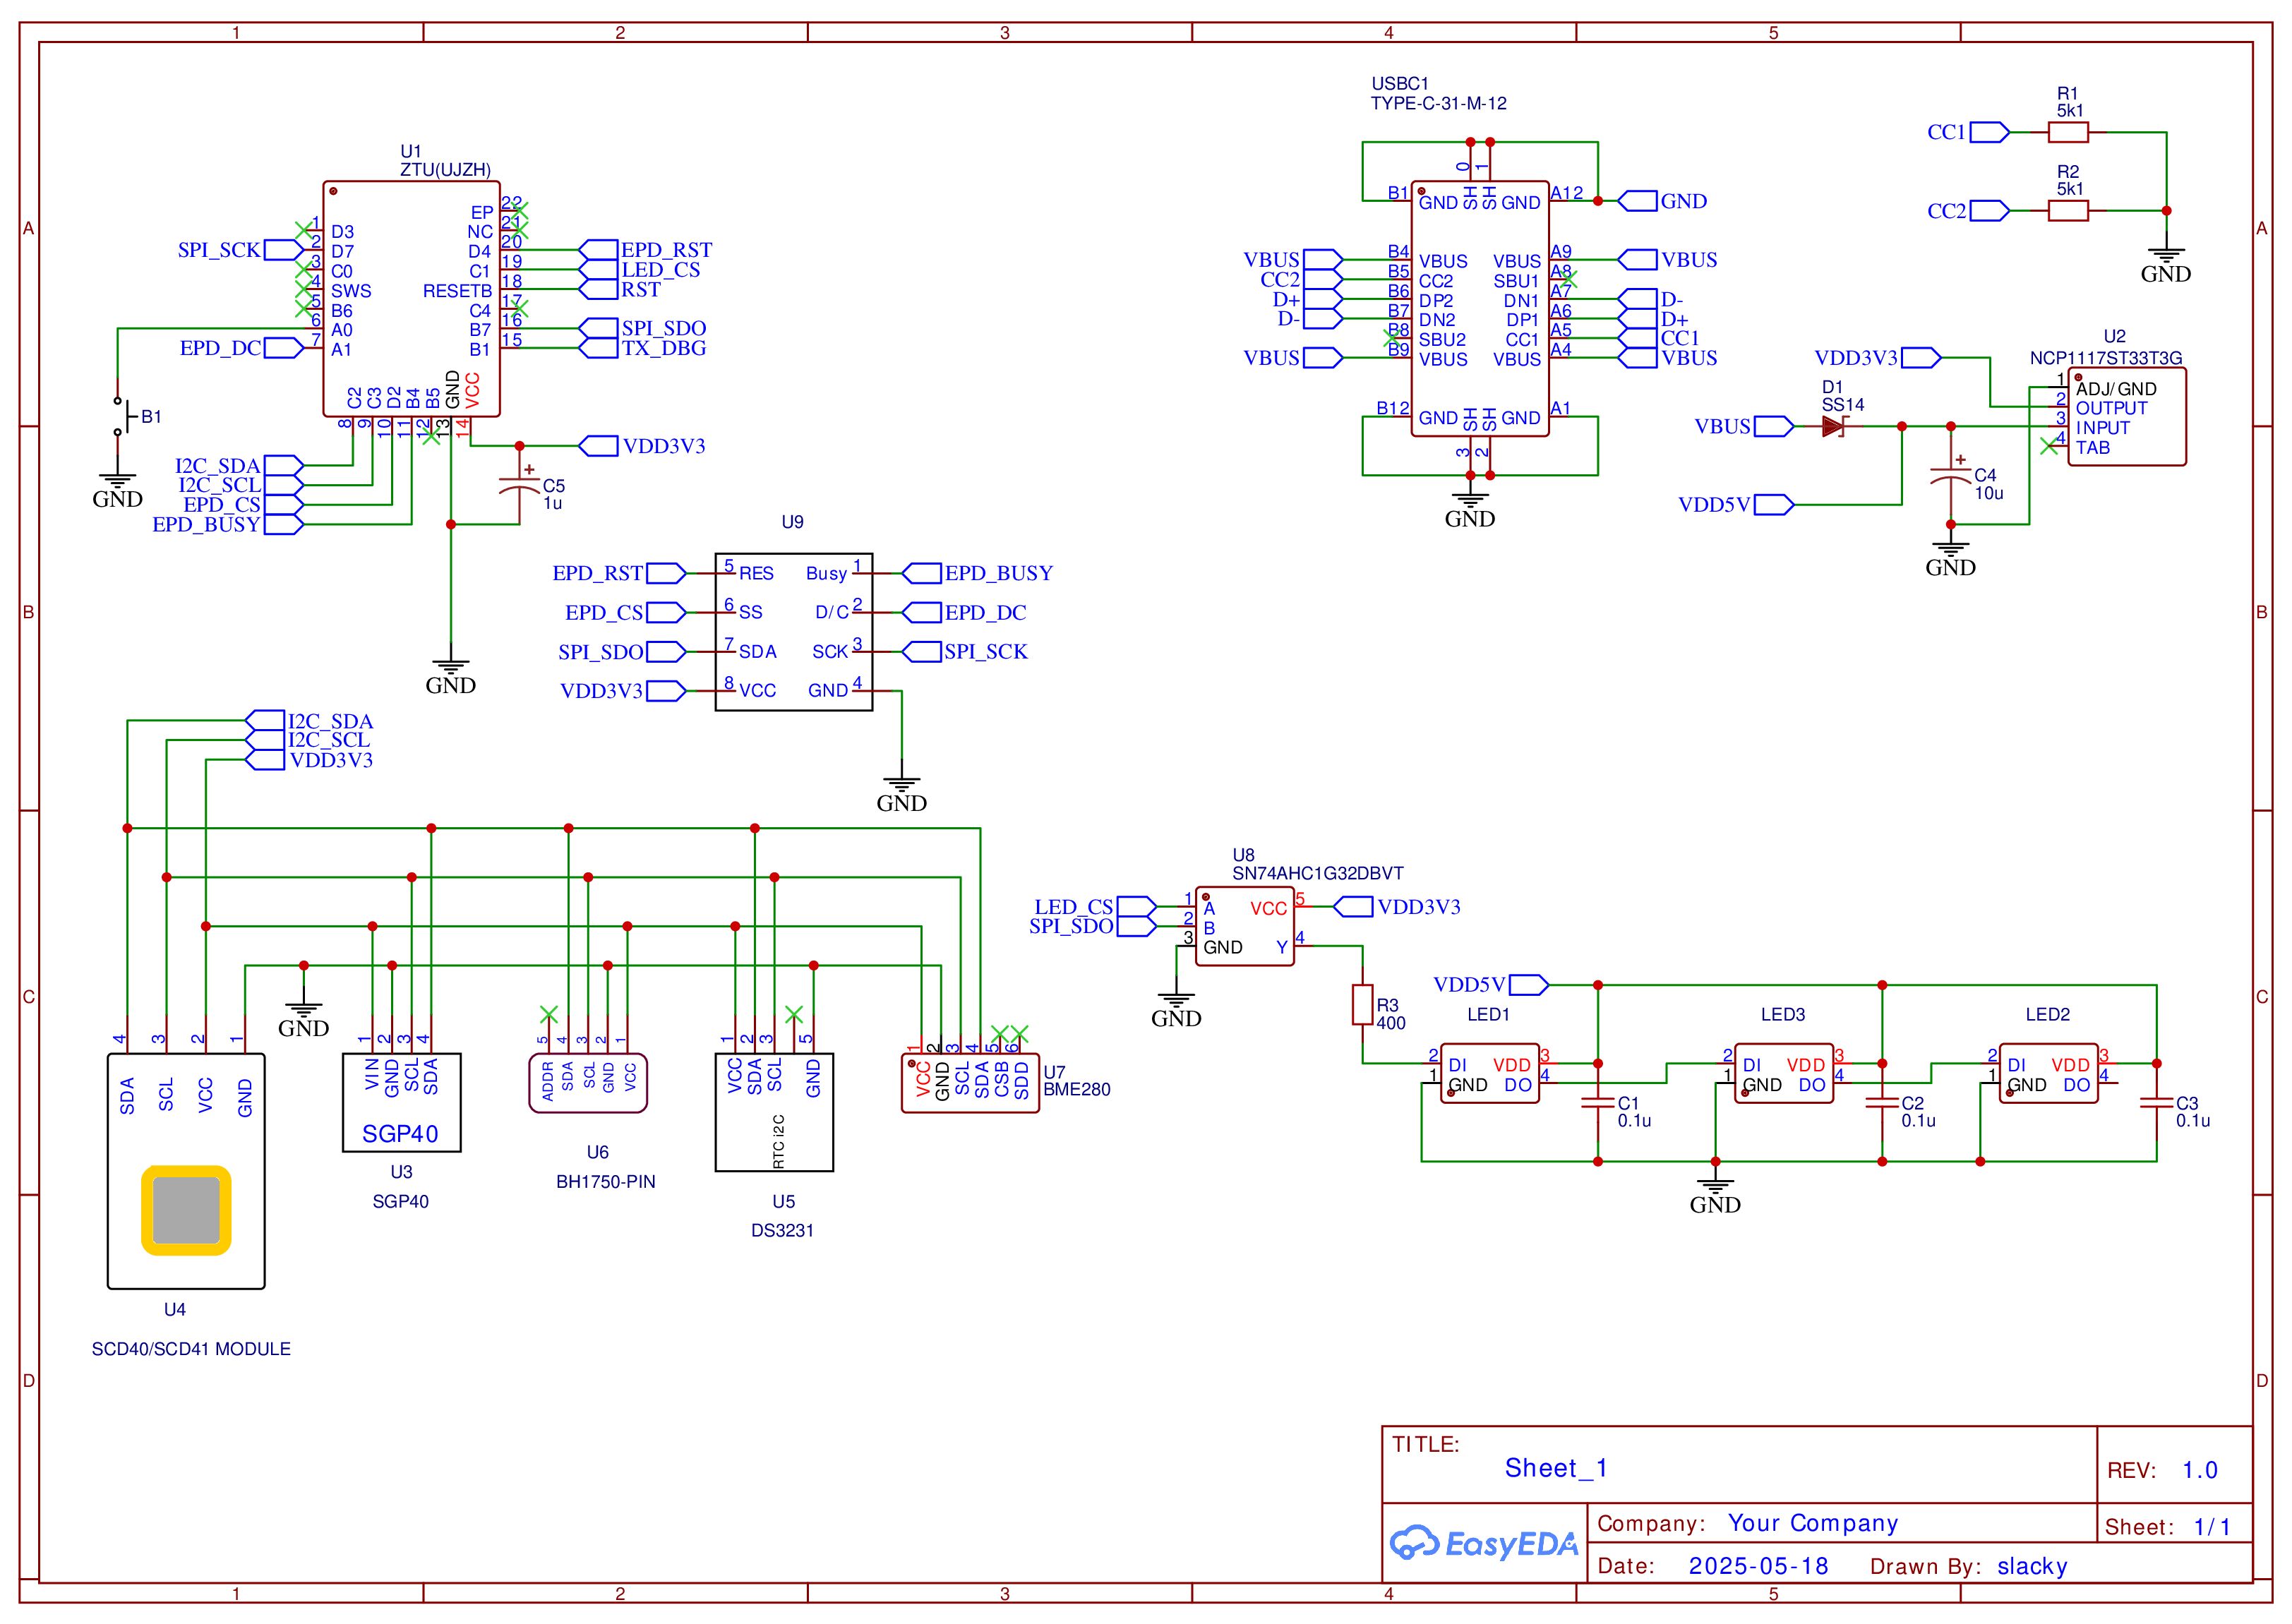 1 2 3 4 5
A
B
C
D
A
B
C
D
1 2 3 4 5
U1
ZTU(UJZH)
1 D3
SPI_SCK 2 D7
3 C0
4 SWS
5 B6
6 A0
EPD_DC 7 A1
22 EP
21 NC
20 D4 EPD_RST
19 C1 LED_CS
18 RESETB RST
17 C4
16 B7 SPI_SDO
15 B1 TX_DBG
C2 C3 D2 B4 B5 GND VCC
8 9 10 11 12 13 14
B1
GND
I2C_SDA
I2C_SCL
EPD_CS
EPD_BUSY
VDD3V3
+
C5
1u
GND
USBC1
TYPE-C-31-M-12
0 1
SH SH
B1 GND GND A12 GND
VBUS B4 VBUS VBUS A9 VBUS
CC2 B5 CC2 SBU1 A8
D+ B6 DP2 DN1 A7 D-
D- B7 DN2 DP1 A6 D+
B8 SBU2 CC1 A5 CC1
VBUS B9 VBUS VBUS A4 VBUS
B12 GND GND A1
SH SH
3 2
GND
R1
5k1
CC1
R2
5k1
CC2
GND
U2
NCP1117ST33T3G
VDD3V3
1 ADJ/GND
2 OUTPUT
3 INPUT
4 TAB
D1
SS14
VBUS
VDD5V
+
C4
10u
GND
U9
EPD_RST 5 RES Busy 1 EPD_BUSY
EPD_CS 6 SS D/C 2 EPD_DC
SPI_SDO 7 SDA SCK 3 SPI_SCK
VDD3V3 8 VCC GND 4
GND
I2C_SDA
I2C_SCL
VDD3V3
GND
4 3 2 1
SDA SCL VCC GND
U4
SCD40/SCD41 MODULE
1 2 3 4
VIN GND SCL SDA
SGP40
U3
SGP40
5 4 3 2 1
ADDR SDA SCL GND VCC
U6
BH1750-PIN
1 2 3 5
VCC SDA SCL GND
RTC i2C
U5
DS3231
1 2 3 4 5 6
VCC GND SCL SDA CSB SDD
U7
BME280
U8
SN74AHC1G32DBVT
LED_CS 1 A VCC 5 VDD3V3
SPI_SDO 2 B
3 GND Y 4
GND
R3
400
VDD5V
LED1
2 DI VDD 3
1 GND DO 4
C1
0.1u
LED3
2 DI VDD 3
1 GND DO 4
C2
0.1u
LED2
2 DI VDD 3
1 GND DO 4
C3
0.1u
GND
TITLE:
Sheet_1
REV: 1.0
EasyEDA
Company: Your Company
Sheet: 1/1
Date: 2025-05-18 Drawn By: slacky